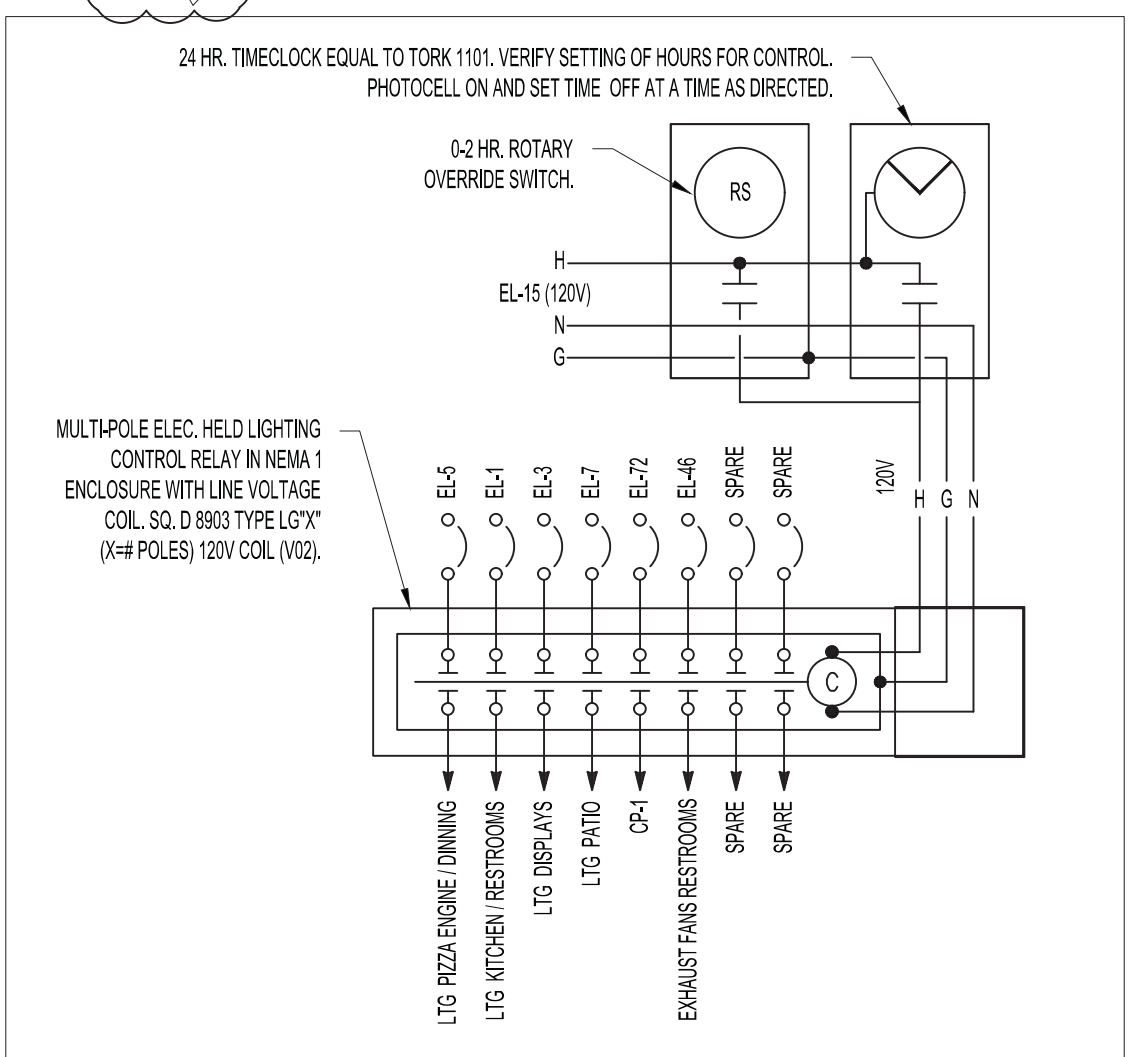 24 HR. TIMECLOCK EQUAL TO TORK 1101. VERIFY SETTING OF HOURS FOR CONTROL.
PHOTOCELL ON AND SET TIME OFF AT A TIME AS DIRECTED.
0-2 HR. ROTARY
OVERRIDE SWITCH.
RS
H
EL-15 (120V)
N
G
MULTI-POLE ELEC. HELD LIGHTING
CONTROL RELAY IN NEMA 1
ENCLOSURE WITH LINE VOLTAGE
COIL. SQ. D 8903 TYPE LG"X"
(X=# POLES) 120V COIL (V02).
EL-5
EL-1
EL-3
EL-7
EL-72
EL-46
SPARE
SPARE
120V
H G N
C
LTG PIZZA ENGINE / DINNING
LTG KITCHEN / RESTROOMS
LTG DISPLAYS
LTG PATIO
CP-1
EXHAUST FANS RESTROOMS
SPARE
SPARE